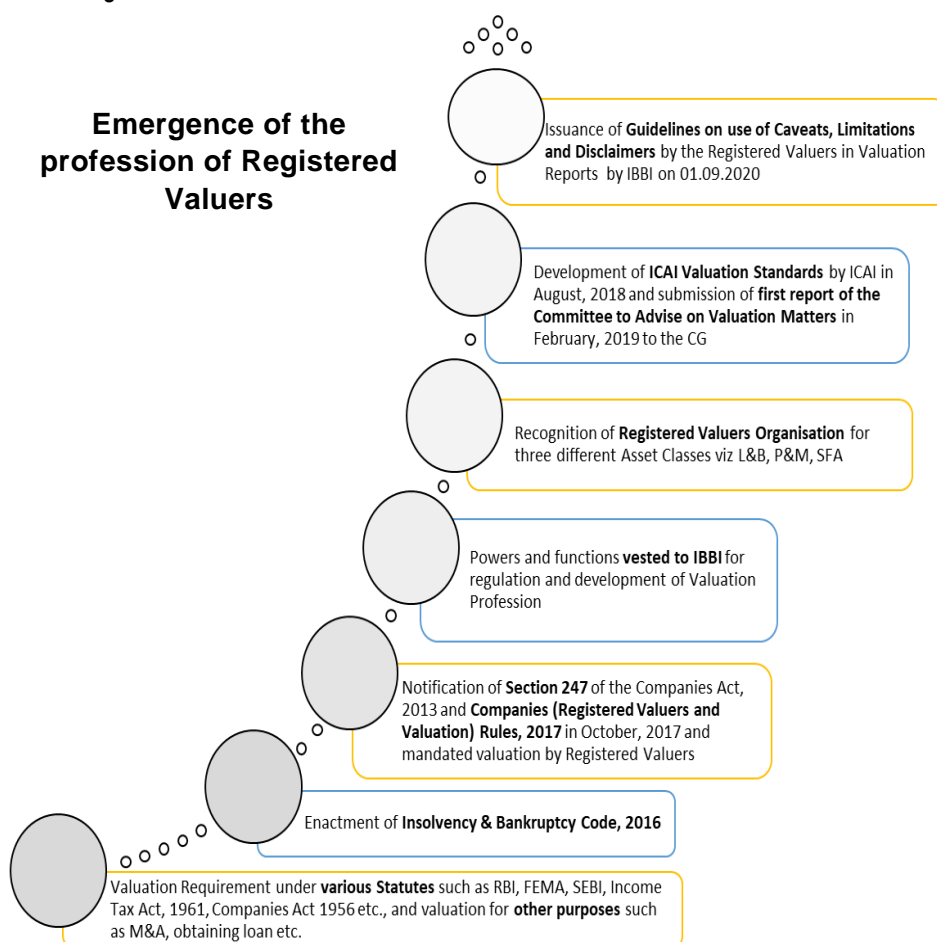 Emergence of the
profession of Registered
Valuers
Issuance of Guidelines on use of Caveats, Limitations
and Disclaimers by the Registered Valuers in Valuation
Reports by IBBI on 01.09.2020
Development of ICAI Valuation Standards by ICAI in
August, 2018 and submission of first report of the
Committee to Advise on Valuation Matters in
February, 2019 to the CG
Recognition of Registered Valuers Organisation for
three different Asset Classes viz L&B, P&M, SFA
Powers and functions vested to IBBI for
regulation and development of Valuation
Profession
Notification of Section 247 of the Companies Act,
2013 and Companies (Registered Valuers and
Valuation) Rules, 2017 in October, 2017 and
mandated valuation by Registered Valuers
Enactment of Insolvency & Bankruptcy Code, 2016
Valuation Requirement under various Statutes such as RBI, FEMA, SEBI, Income
Tax Act, 1961, Companies Act 1956 etc., and valuation for other purposes such
as M&A, obtaining loan etc.